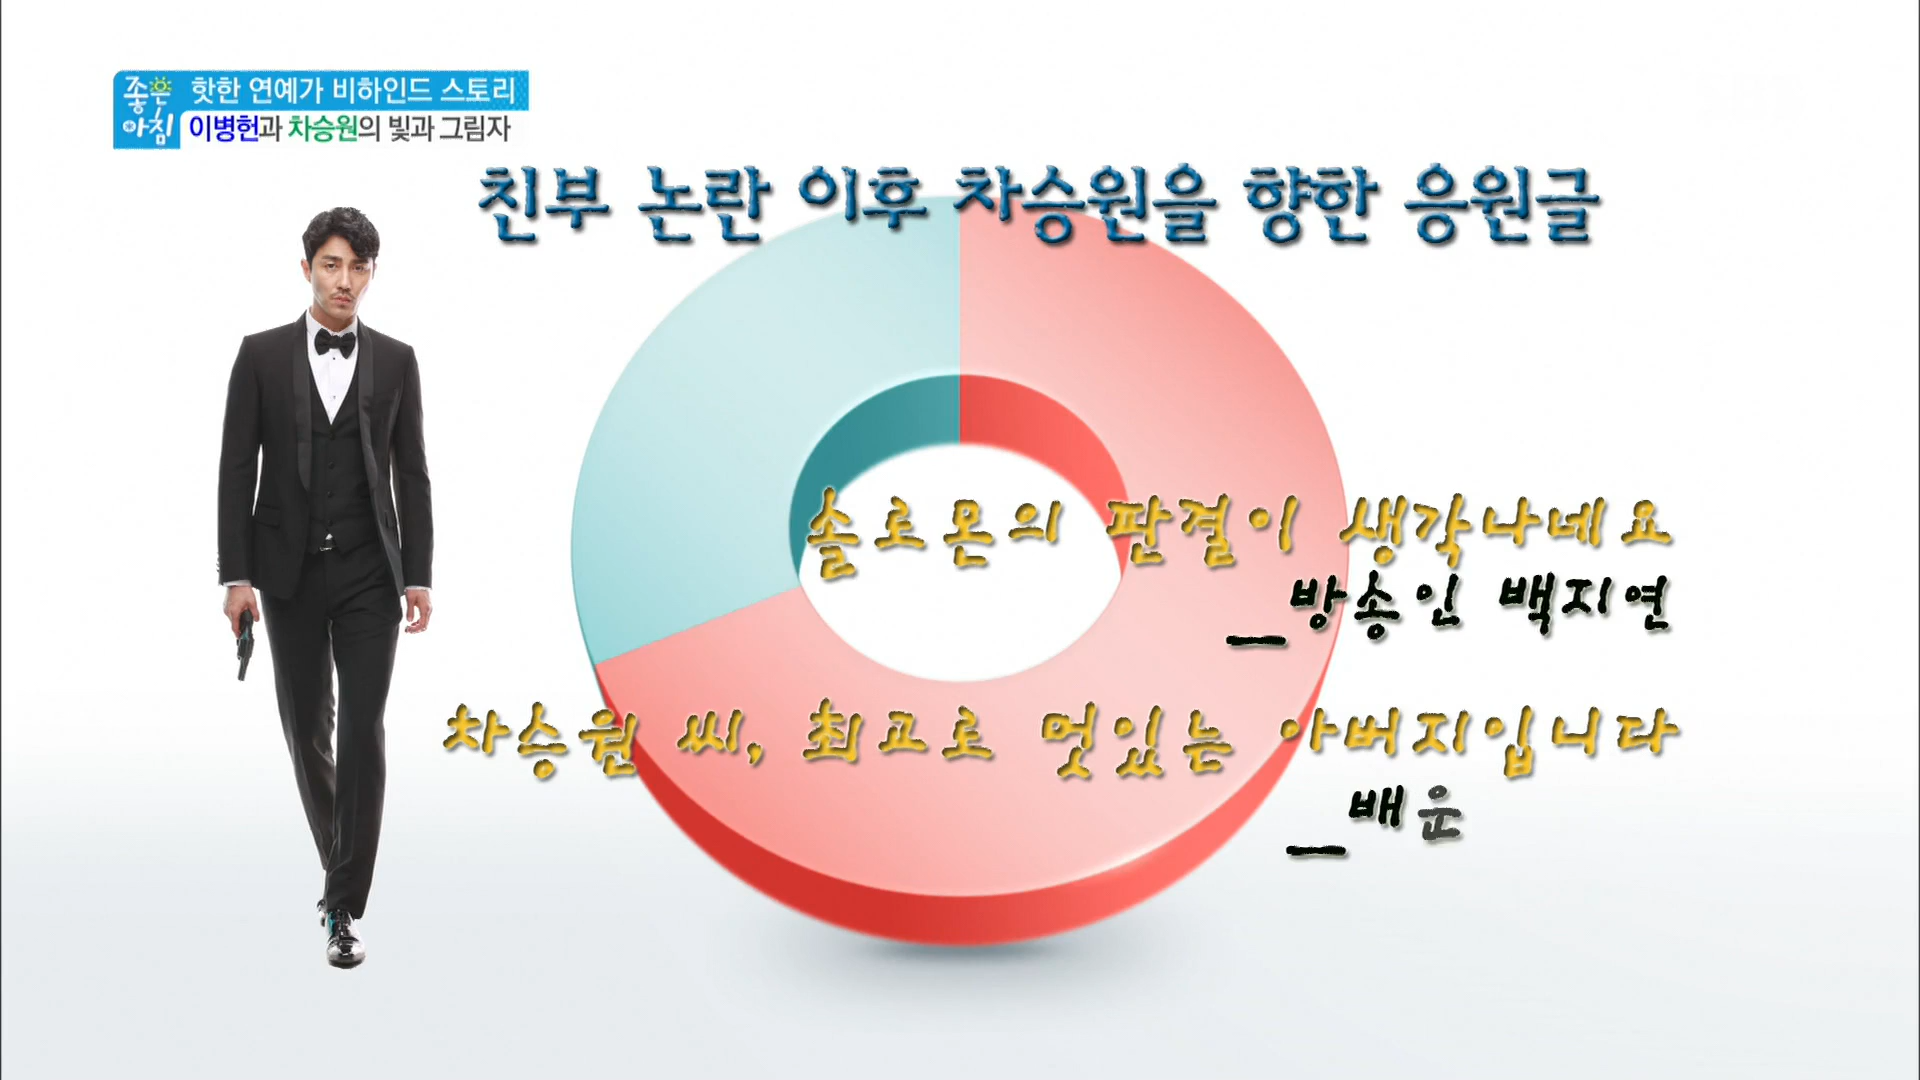 좋은
아침
핫한 연예가 비하인드 스토리
이병헌과 차승원의 빛과 그림자
친부 논란 이후 차승원을 향한 응원글
솔로몬의 판결이 생각나네요
_방송인 백지연
차승원 씨, 최고로 멋있는 아버지입니다
_배운